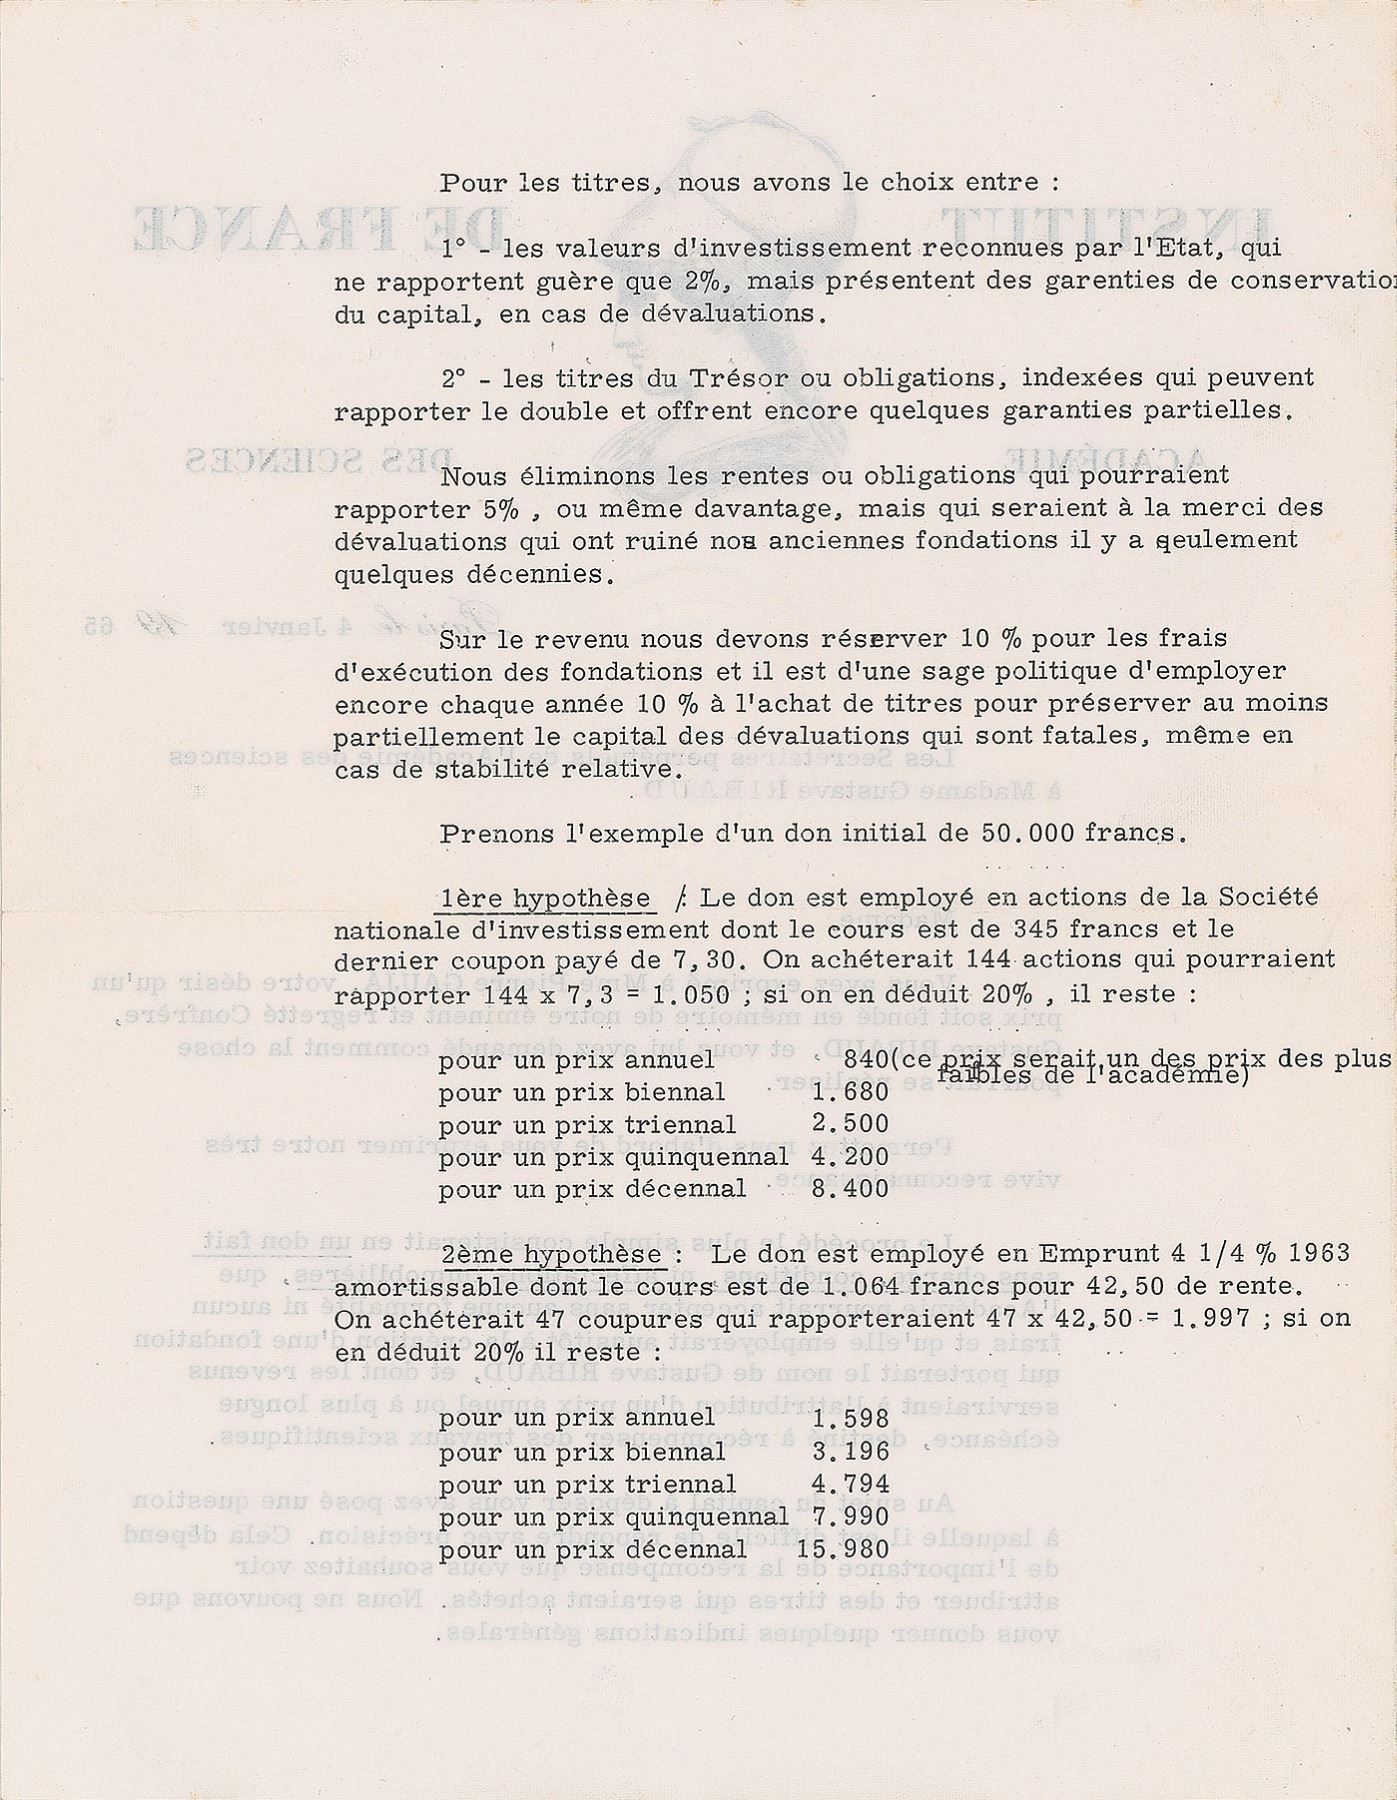 Pour les titres, nous avons le choix entre :
1° - les valeurs d'investissement reconnues par l'Etat, qui
ne rapportent guère que 2%, mais présentent des garenties de conservation
du capital, en cas de dévaluations.
2° - les titres du Trésor ou obligations, indexées qui peuvent
rapporter le double et offrent encore quelques garanties partielles.
Nous éliminons les rentes ou obligations qui pourraient
rapporter 5% , ou même davantage, mais qui seraient à la merci des
dévaluations qui ont ruiné nos anciennes fondations il y a seulement
quelques décennies.
Sur le revenu nous devons réserver 10 % pour les frais
d'exécution des fondations et il est d'une sage politique d'employer
encore chaque année 10 % à l'achat de titres pour préserver au moins
partiellement le capital des dévaluations qui sont fatales, même en
cas de stabilité relative.
Prenons l'exemple d'un don initial de 50.000 francs.
1ère hypothèse /: Le don est employé en actions de la Société
nationale d'investissement dont le cours est de 345 francs et le
dernier coupon payé de 7,30. On achéterait 144 actions qui pourraient
rapporter 144 x 7,3 = 1.050 ; si on en déduit 20% , il reste :
pour un prix annuel 840(ce prix serait un des prix des plus
faibles de l'académie)
pour un prix biennal 1.680
pour un prix triennal 2.500
pour un prix quinquennal 4.200
pour un prix décennal 8.400
2ème hypothèse : Le don est employé en Emprunt 4 1/4 % 1963
amortissable dont le cours est de 1.064 francs pour 42,50 de rente.
On achéterait 47 coupures qui rapporteraient 47 x 42,50 = 1.997 ; si on
en déduit 20% il reste :
pour un prix annuel 1.598
pour un prix biennal 3.196
pour un prix triennal 4.794
pour un prix quinquennal 7.990
pour un prix décennal 15.980